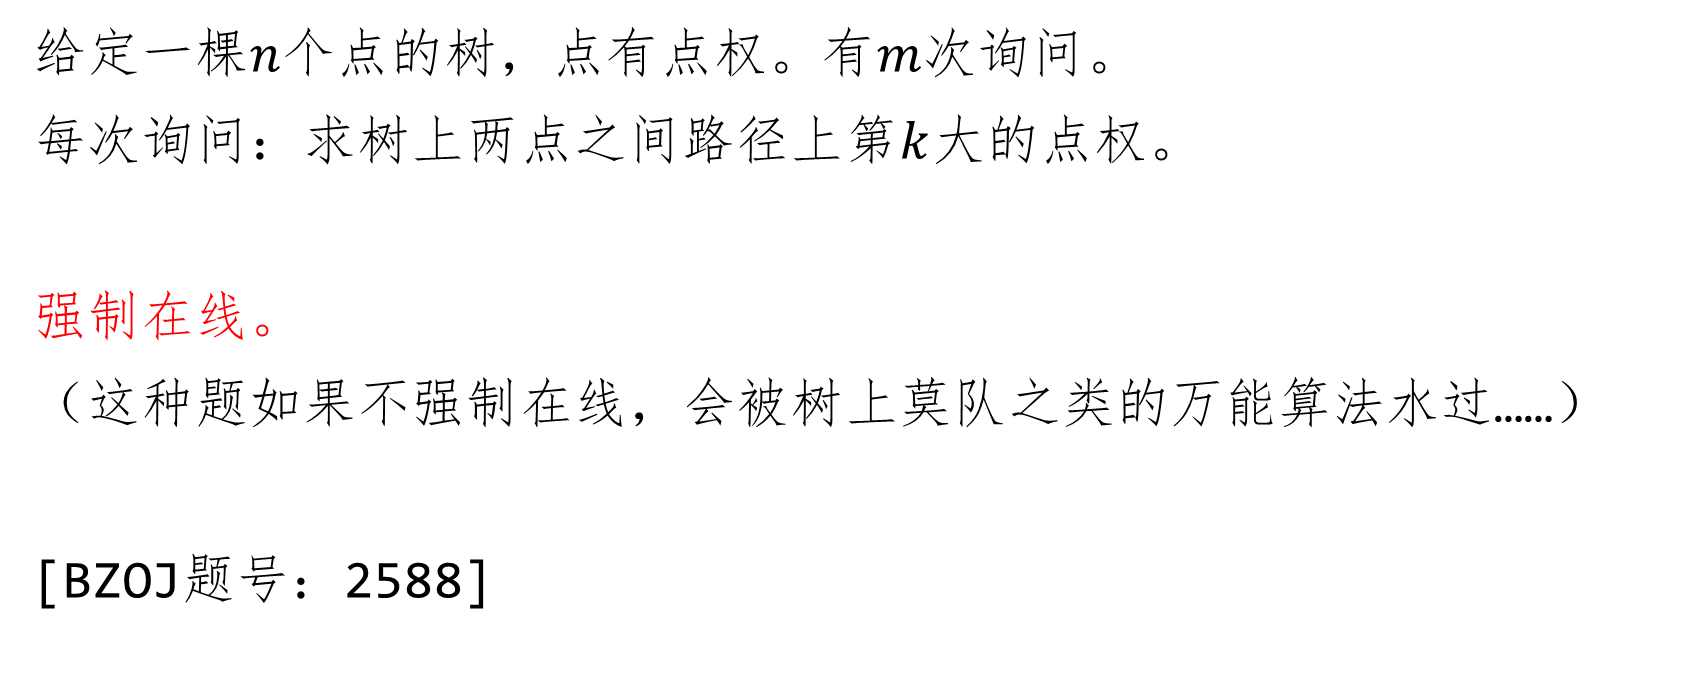 给定一棵n个点的树，点有点权。有m次询问。
每次询问：求树上两点之间路径上第k大的点权。
强制在线。
（这种题如果不强制在线，会被树上莫队之类的万能算法水过……）
[BZOJ题号：2588]